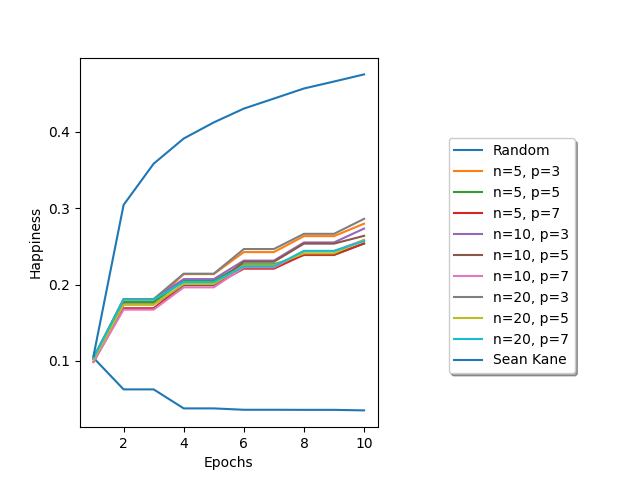 Happiness
0.4
0.3
0.2
0.1
2
4
6
8
10
Epochs
Random
n=5, p=3
n=5, p=5
n=5, p=7
n=10, p=3
n=10, p=5
n=10, p=7
n=20, p=3
n=20, p=5
n=20, p=7
Sean Kane